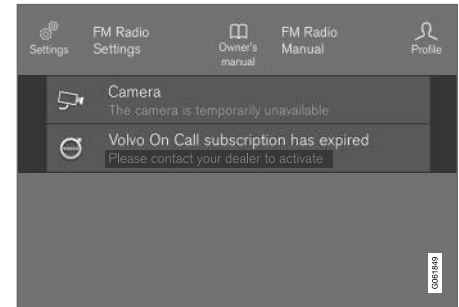 Settings
FM Radio
Settings
Owner's
manual
FM Radio
Manual
Profile
Camera
The camera is temporarily unavailable
Volvo On Call subscription has expired
Please contact your dealer to activate
G061849